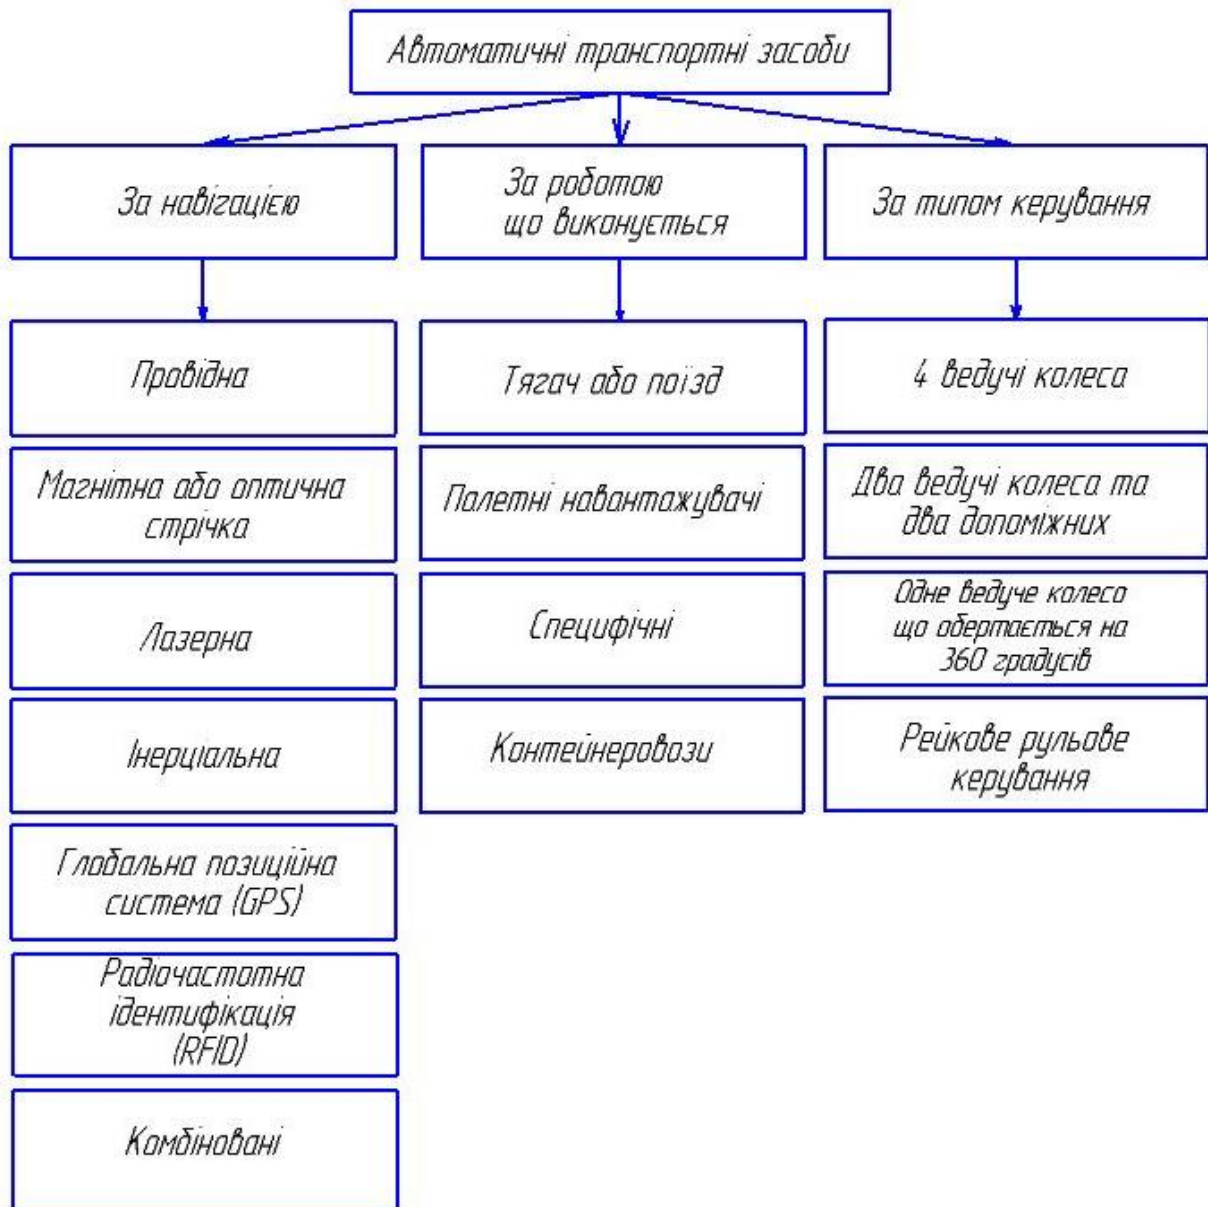 Автоматичні транспортні засоби
За навігацією
За роботою
що виконується
За типом керування
Провідна
Магнітна або оптична
стрічка
Лазерна
Інерціальна
Глобальна позиційна
система (GPS)
Радіочастотна
ідентифікація
(RFID)
Комбіновані
Тягач або поїзд
Палетні навантажувачі
Специфічні
Контейнеровози
4 ведучі колеса
Два ведучі колеса та
два допоміжних
Одне ведуче колесо
що обертається на
360 градусів
Рейкове рульове
керування